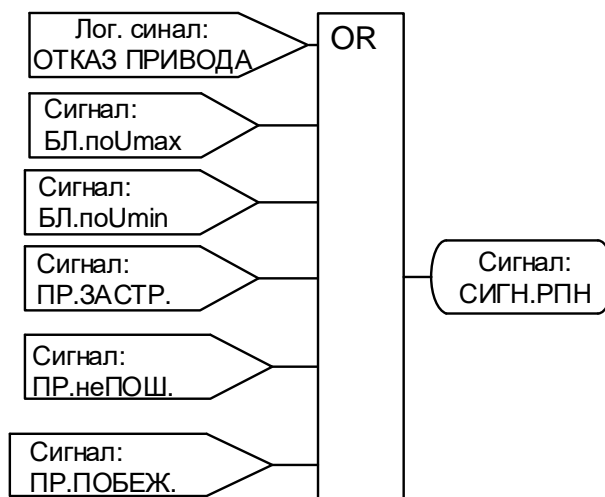 Лог. синал:
ОТКАЗ ПРИВОДА
OR
Сигнал:
БЛ.поUmax
Сигнал:
БЛ.поUmin
Сигнал:
ПР.ЗАСТР.
Сигнал:
СИГН.РПН
Сигнал:
ПР.неПОШ.
Сигнал:
ПР.ПОБЕЖ.